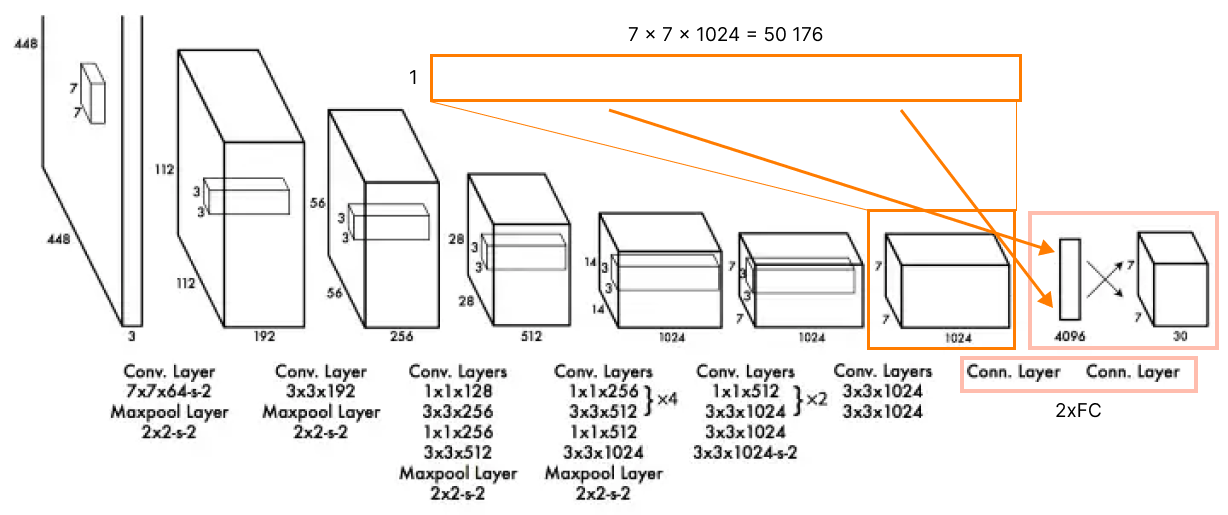 7 × 7 × 1024 = 50 176
1
448
7
7
448
3
112
3
3
112
192
56
3
3
56
256
28
3
3
28
512
14
3
3
14
1024
7
3
3
7
1024
7
7
1024
4096
7
7
30
Conv. Layer
7x7x64-s-2
Maxpool Layer
2x2-s-2
Conv. Layer
3x3x192
Maxpool Layer
2x2-s-2
Conv. Layers
1x1x128
3x3x256
1x1x256
3x3x512
Maxpool Layer
2x2-s-2
Conv. Layers
1x1x256
3x3x512
}×4
1x1x512
3x3x1024
Maxpool Layer
2x2-s-2
Conv. Layers
1x1x512
3x3x1024
}×2
3x3x1024
3x3x1024-s-2
Conv. Layers
3x3x1024
3x3x1024
Conn. Layer
Conn. Layer
2xFC